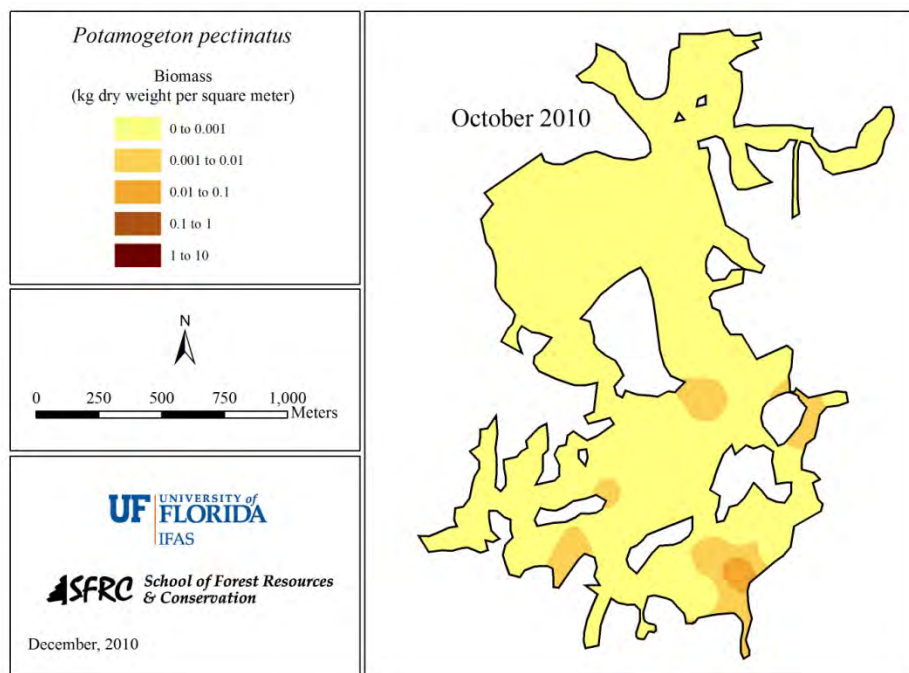 Potamogeton pectinatus
Biomass
(kg dry weight per square meter)
0 to 0.001
0.001 to 0.01
0.01 to 0.1
0.1 to 1
1 to 10
N
0 250 500 750 1,000
Meters
UF UNIVERSITY of
FLORIDA
IFAS
SFRC School of Forest Resources
& Conservation
December, 2010
October 2010